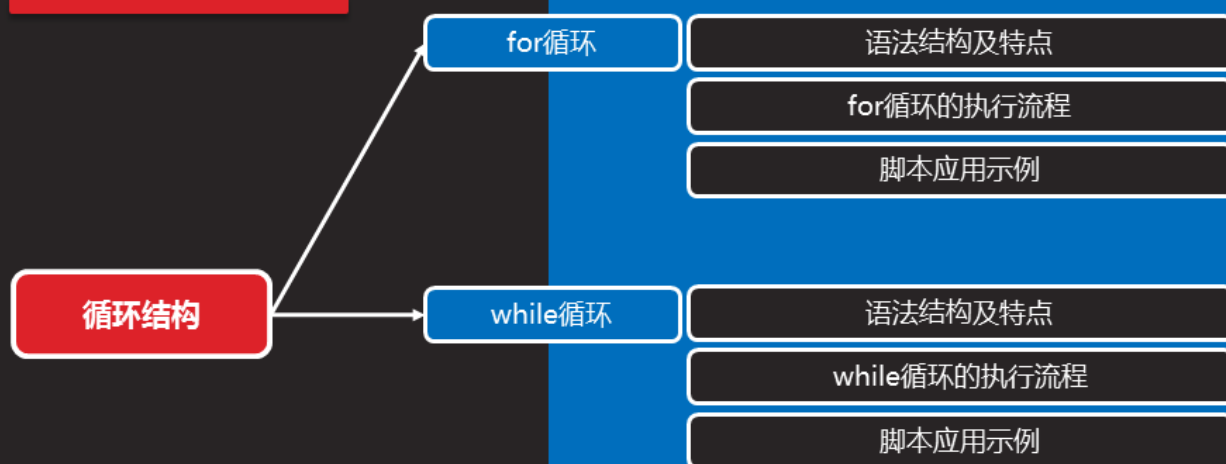 for循环
语法结构及特点
for循环的执行流程
脚本应用示例
循环结构
while循环
语法结构及特点
while循环的执行流程
脚本应用示例